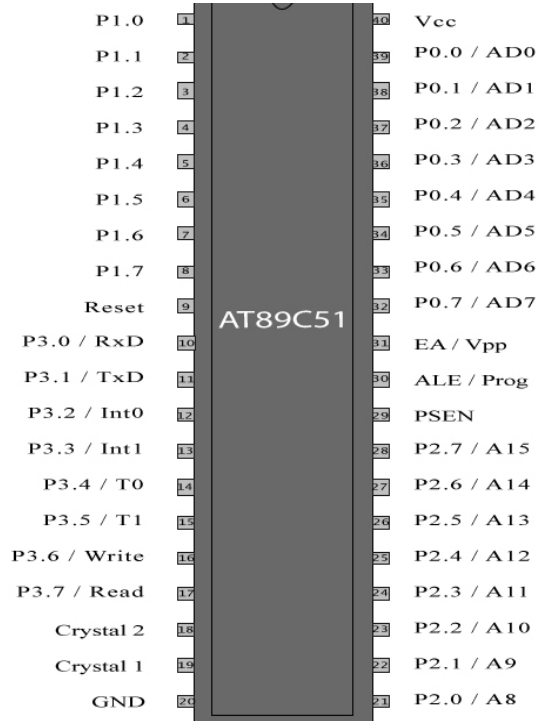 P1.0 1 40 Vcc
P1.1 2 39 P0.0 / AD0
P1.2 3 38 P0.1 / AD1
P1.3 4 37 P0.2 / AD2
P1.4 5 36 P0.3 / AD3
P1.5 6 35 P0.4 / AD4
P1.6 7 34 P0.5 / AD5
P1.7 8 33 P0.6 / AD6
Reset 9 32 P0.7 / AD7
AT89C51
P3.0 / RxD 10 31 EA / Vpp
P3.1 / TxD 11 30 ALE / Prog
P3.2 / Int0 12 29 PSEN
P3.3 / Int1 13 28 P2.7 / A15
P3.4 / T0 14 27 P2.6 / A14
P3.5 / T1 15 26 P2.5 / A13
P3.6 / Write 16 25 P2.4 / A12
P3.7 / Read 17 24 P2.3 / A11
Crystal 2 18 23 P2.2 / A10
Crystal 1 19 22 P2.1 / A9
GND 20 21 P2.0 / A8